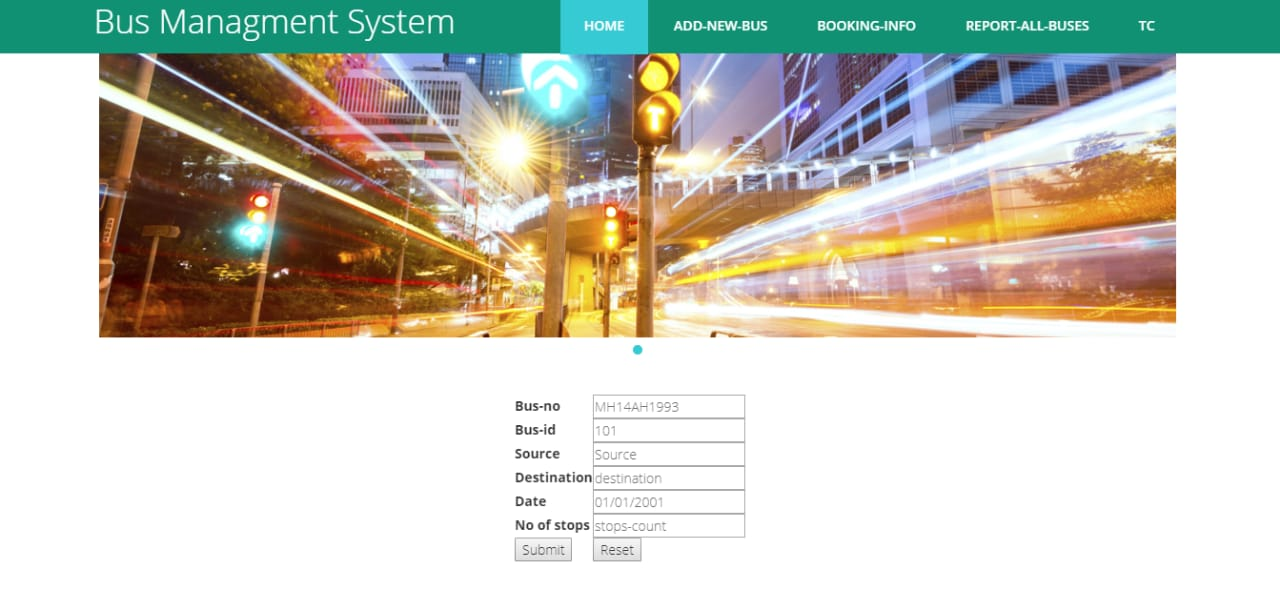 Bus Managment System
HOME ADD-NEW-BUS BOOKING-INFO REPORT-ALL-BUSES TC
Bus-no MH14AH1993
Bus-id 101
Source Source
Destination destination
Date 01/01/2001
No of stops stops-count
Submit Reset